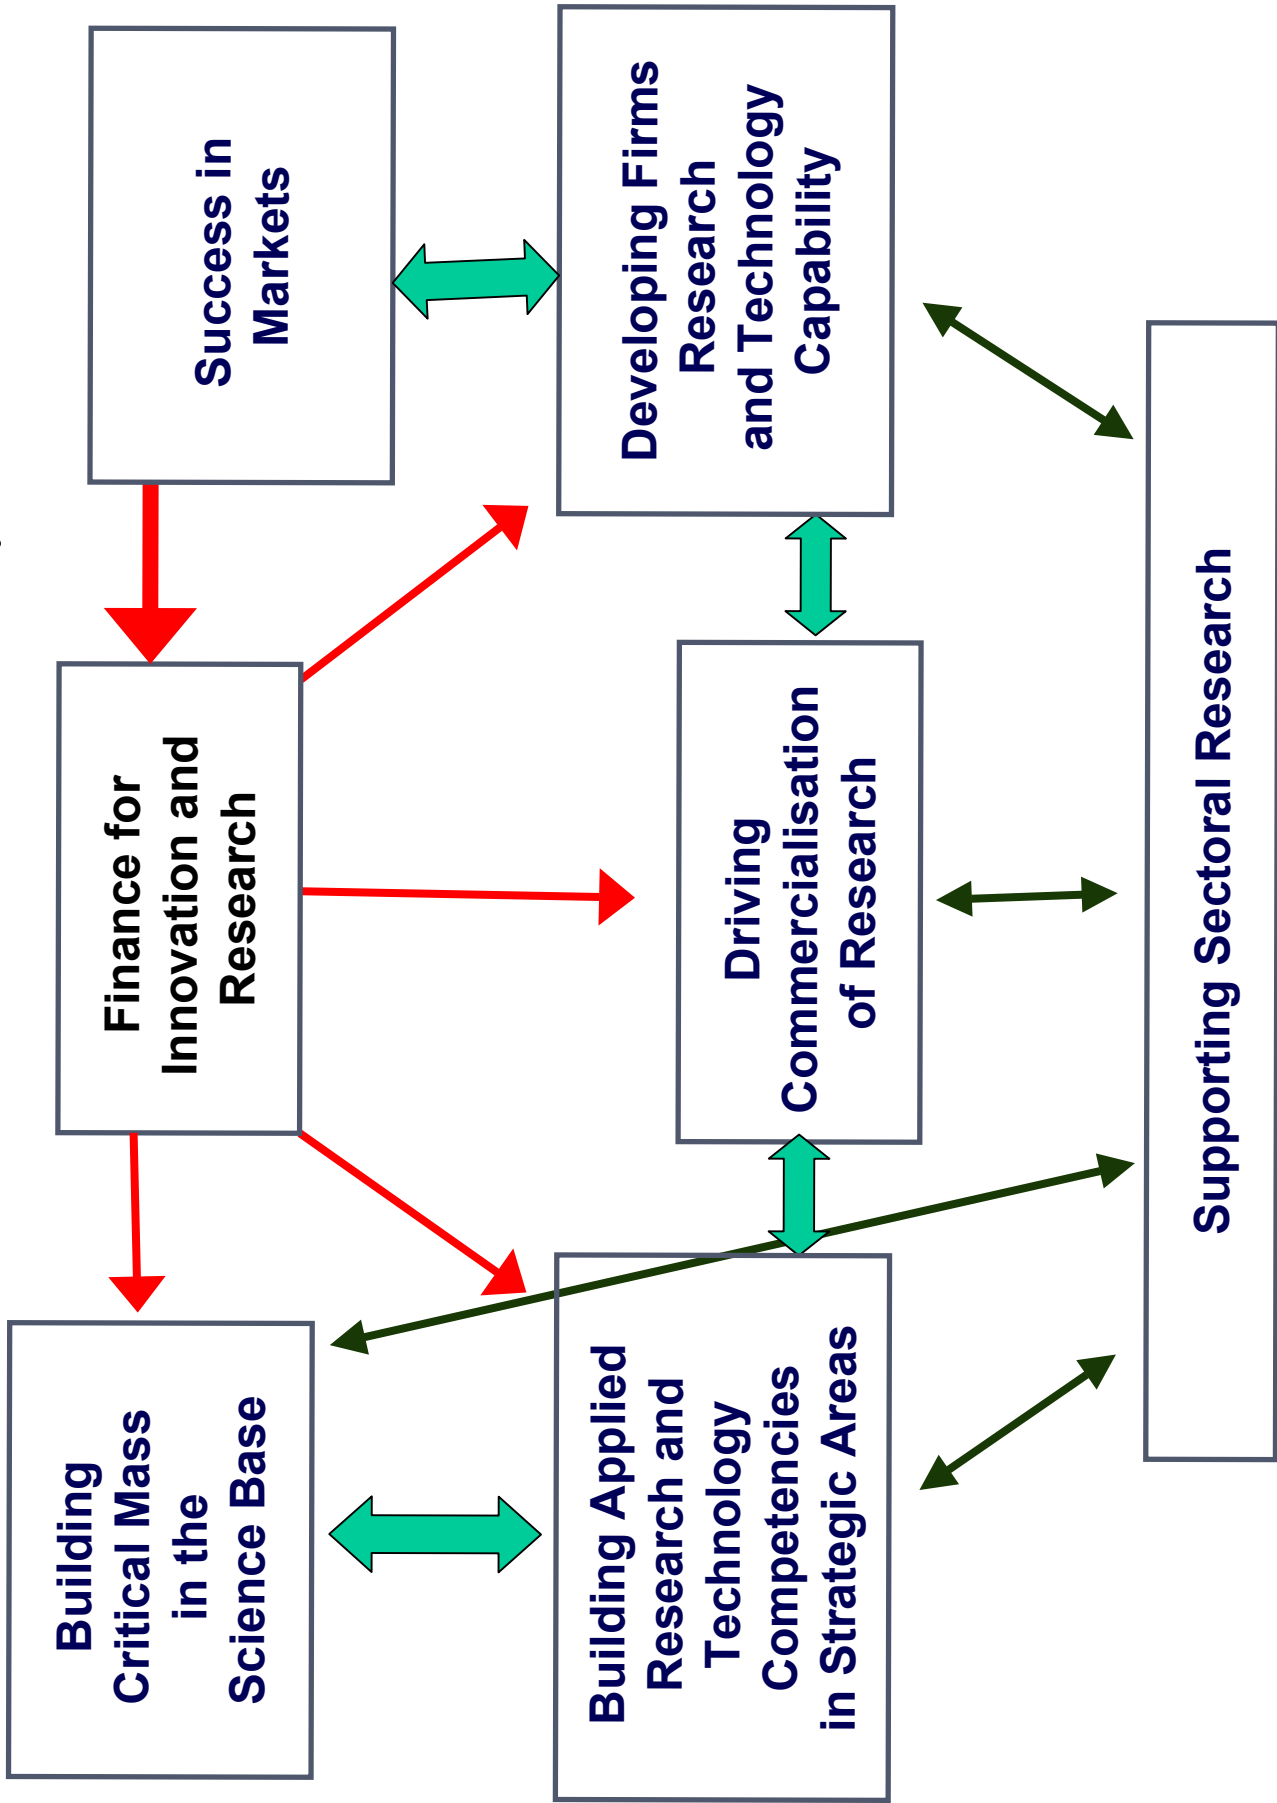 Building
Critical Mass
in the
Science Base
Finance for
Innovation and
Research
Success in
Markets
Building Applied
Research and
Technology
Competencies
in Strategic Areas
Driving
Commercialisation
of Research
Developing Firms
Research
and Technology
Capability
Supporting Sectoral Research